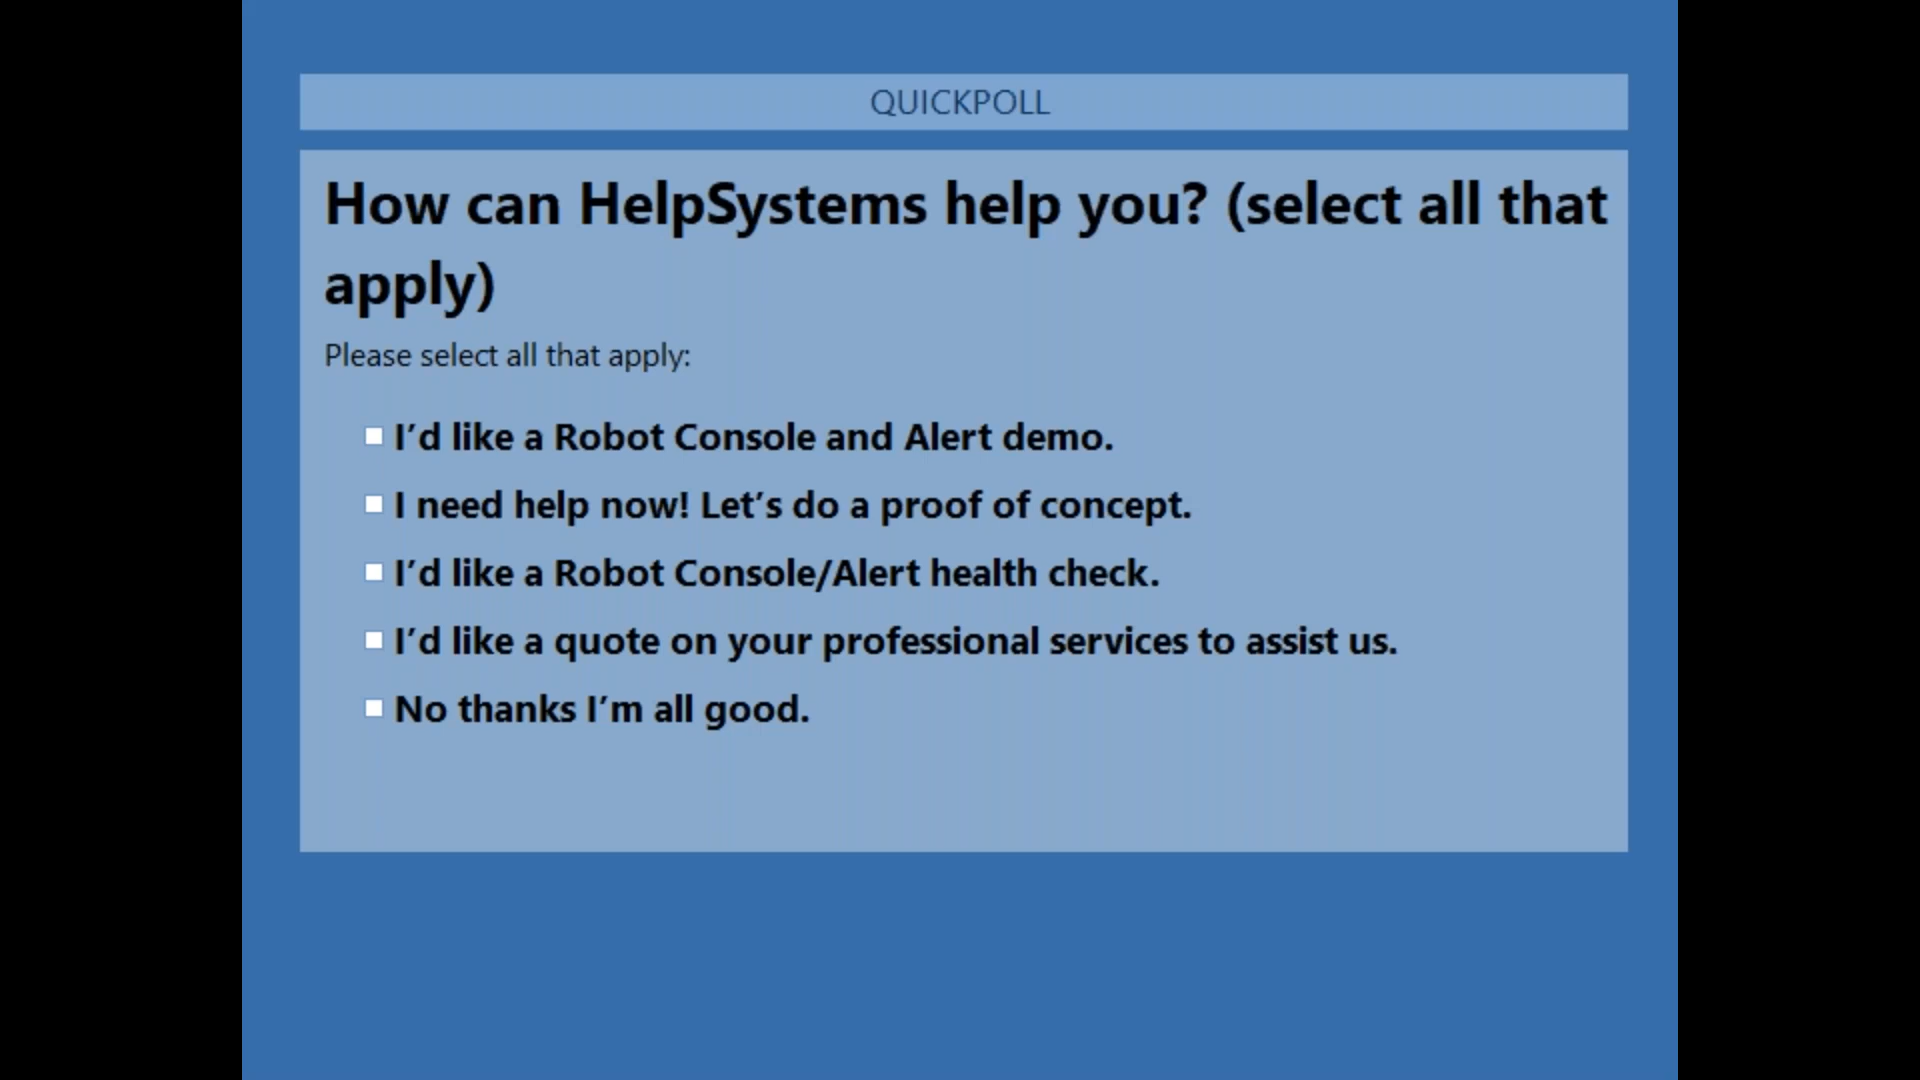 QUICKPOLL
How can HelpSystems help you? (select all that
apply)
Please select all that apply:
I’d like a Robot Console and Alert demo.
I need help now! Let’s do a proof of concept.
I’d like a Robot Console/Alert health check.
I’d like a quote on your professional services to assist us.
No thanks I’m all good.